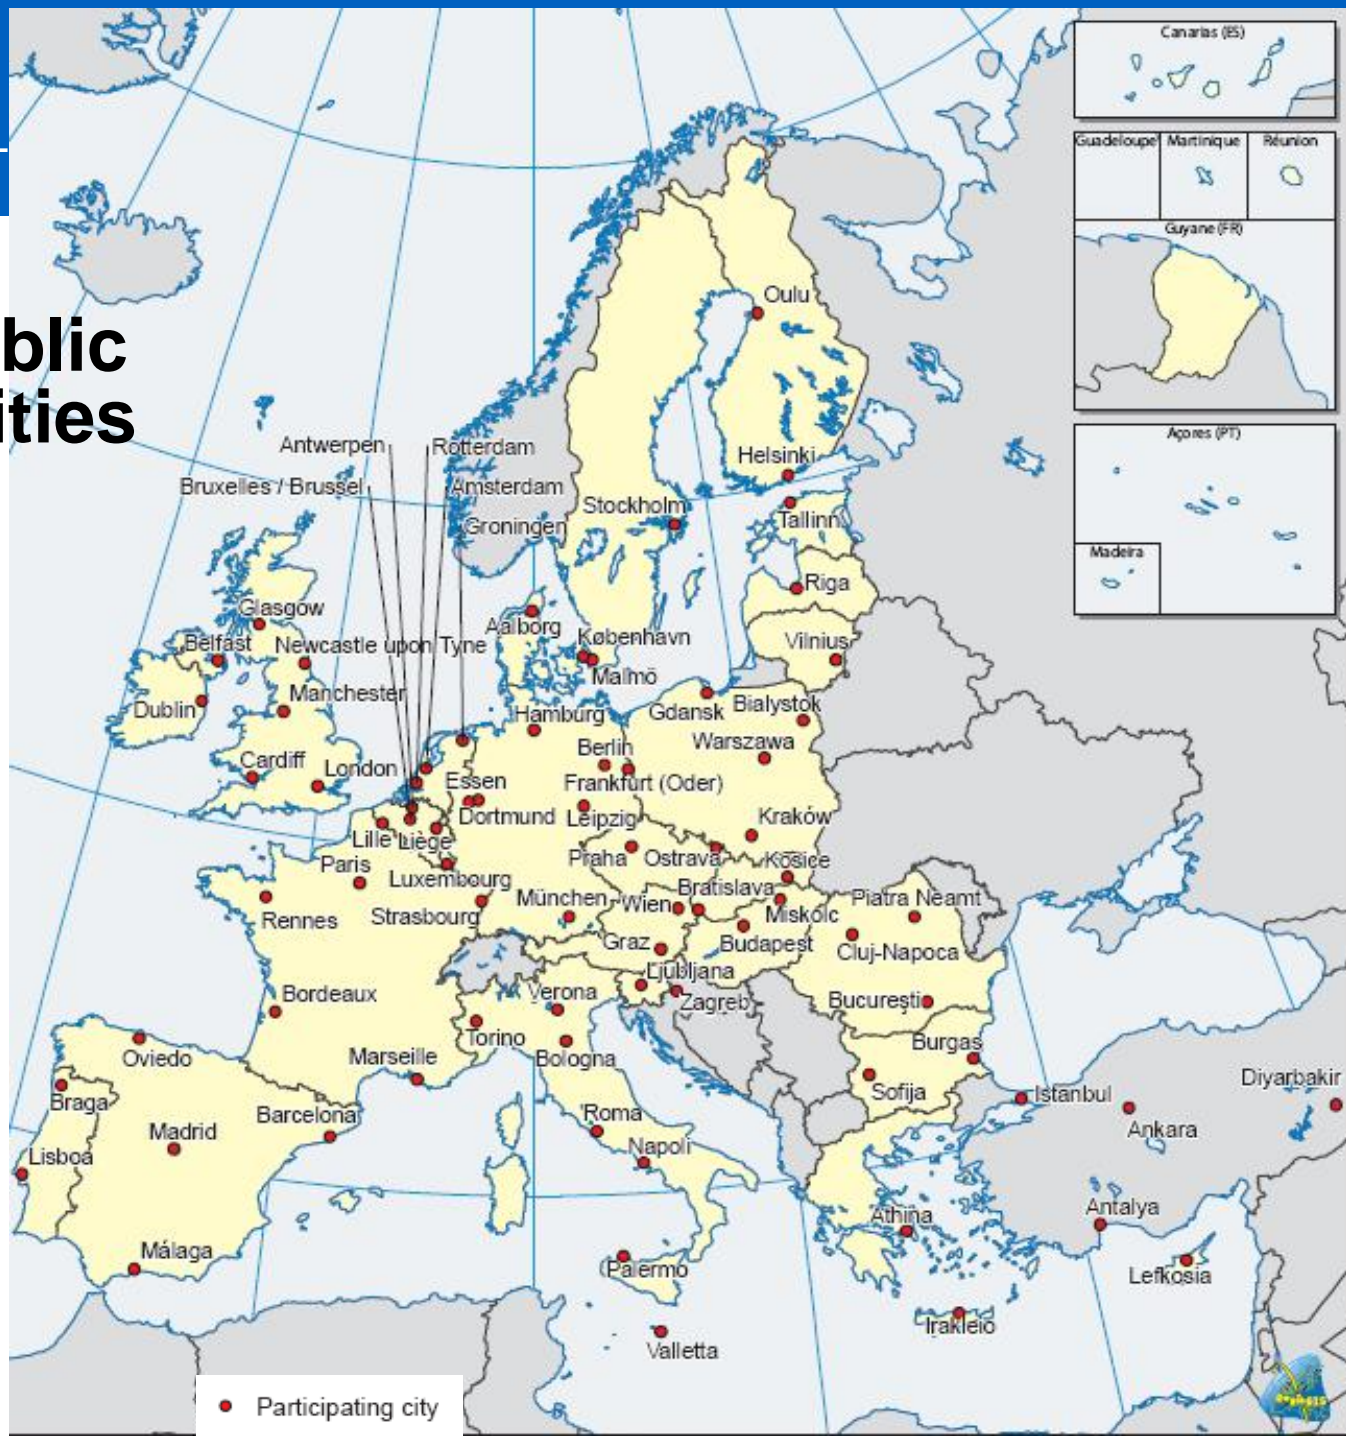 Canarias (ES)
Guadeloupe
Martinique
Réunion
Guyane (FR)
Açores (PT)
Madeira
blic
ities
Oulu
Antwerpen
Rotterdam
Bruxelles / Brussel
Amsterdam
Groningen
Helsinki
Stockholm
Tallinn
Riga
Glasgow
Aalborg
København
Belfast
Newcastle upon Tyne
Vilnius
Malmö
Manchester
Dublin
Hamburg
Gdansk
Bialystok
Warszawa
Berlin
Cardiff
London
Essen
Frankfurt (Oder)
Dortmund
Leipzig
Kraków
Lille
Liège
Paris
Praha
Ostrava
Kosice
Luxembourg
Bratislava
Rennes
Strasbourg
München
Wien
Miskolc
Piatra Neamt
Graz
Budapest
Cluj-Napoca
Ljubljana
Bordeaux
Verona
Zagreb
Bucureşti
Oviedo
Marseille
Torino
Bologna
Burgas
Sofija
Istanbul
Diyarbakir
Braga
Barcelona
Roma
Ankara
Madrid
Napoli
Lisboa
Athina
Antalya
Málaga
Palermo
Lefkosia
Irakleio
Valletta
Participating city